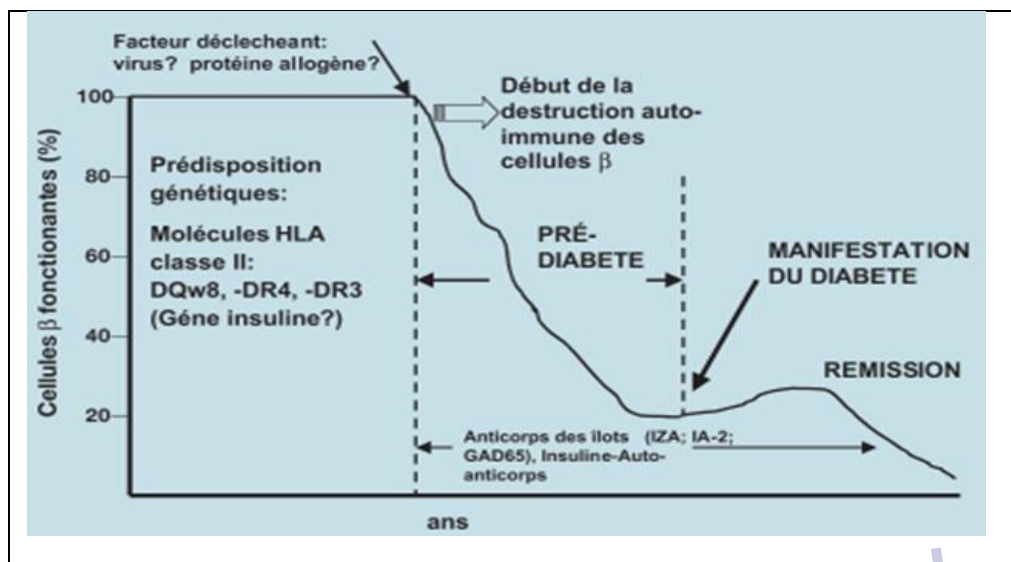 Facteur déclecheant:
virus? protéine allogène?
Début de la
destruction auto-
immune des
cellules β
Cellules β fonctionantes (%)
100
80
60
40
20
Prédisposition
génétiques:
Molécules HLA
classe II:
DQw8, -DR4, -DR3
(Géne insuline?)
PRÉ-
DIABETE
MANIFESTATION
DU DIABETE
REMISSION
Anticorps des îlots (IZA; IA-2;
GAD65), Insuline-Auto-
anticorps
ans